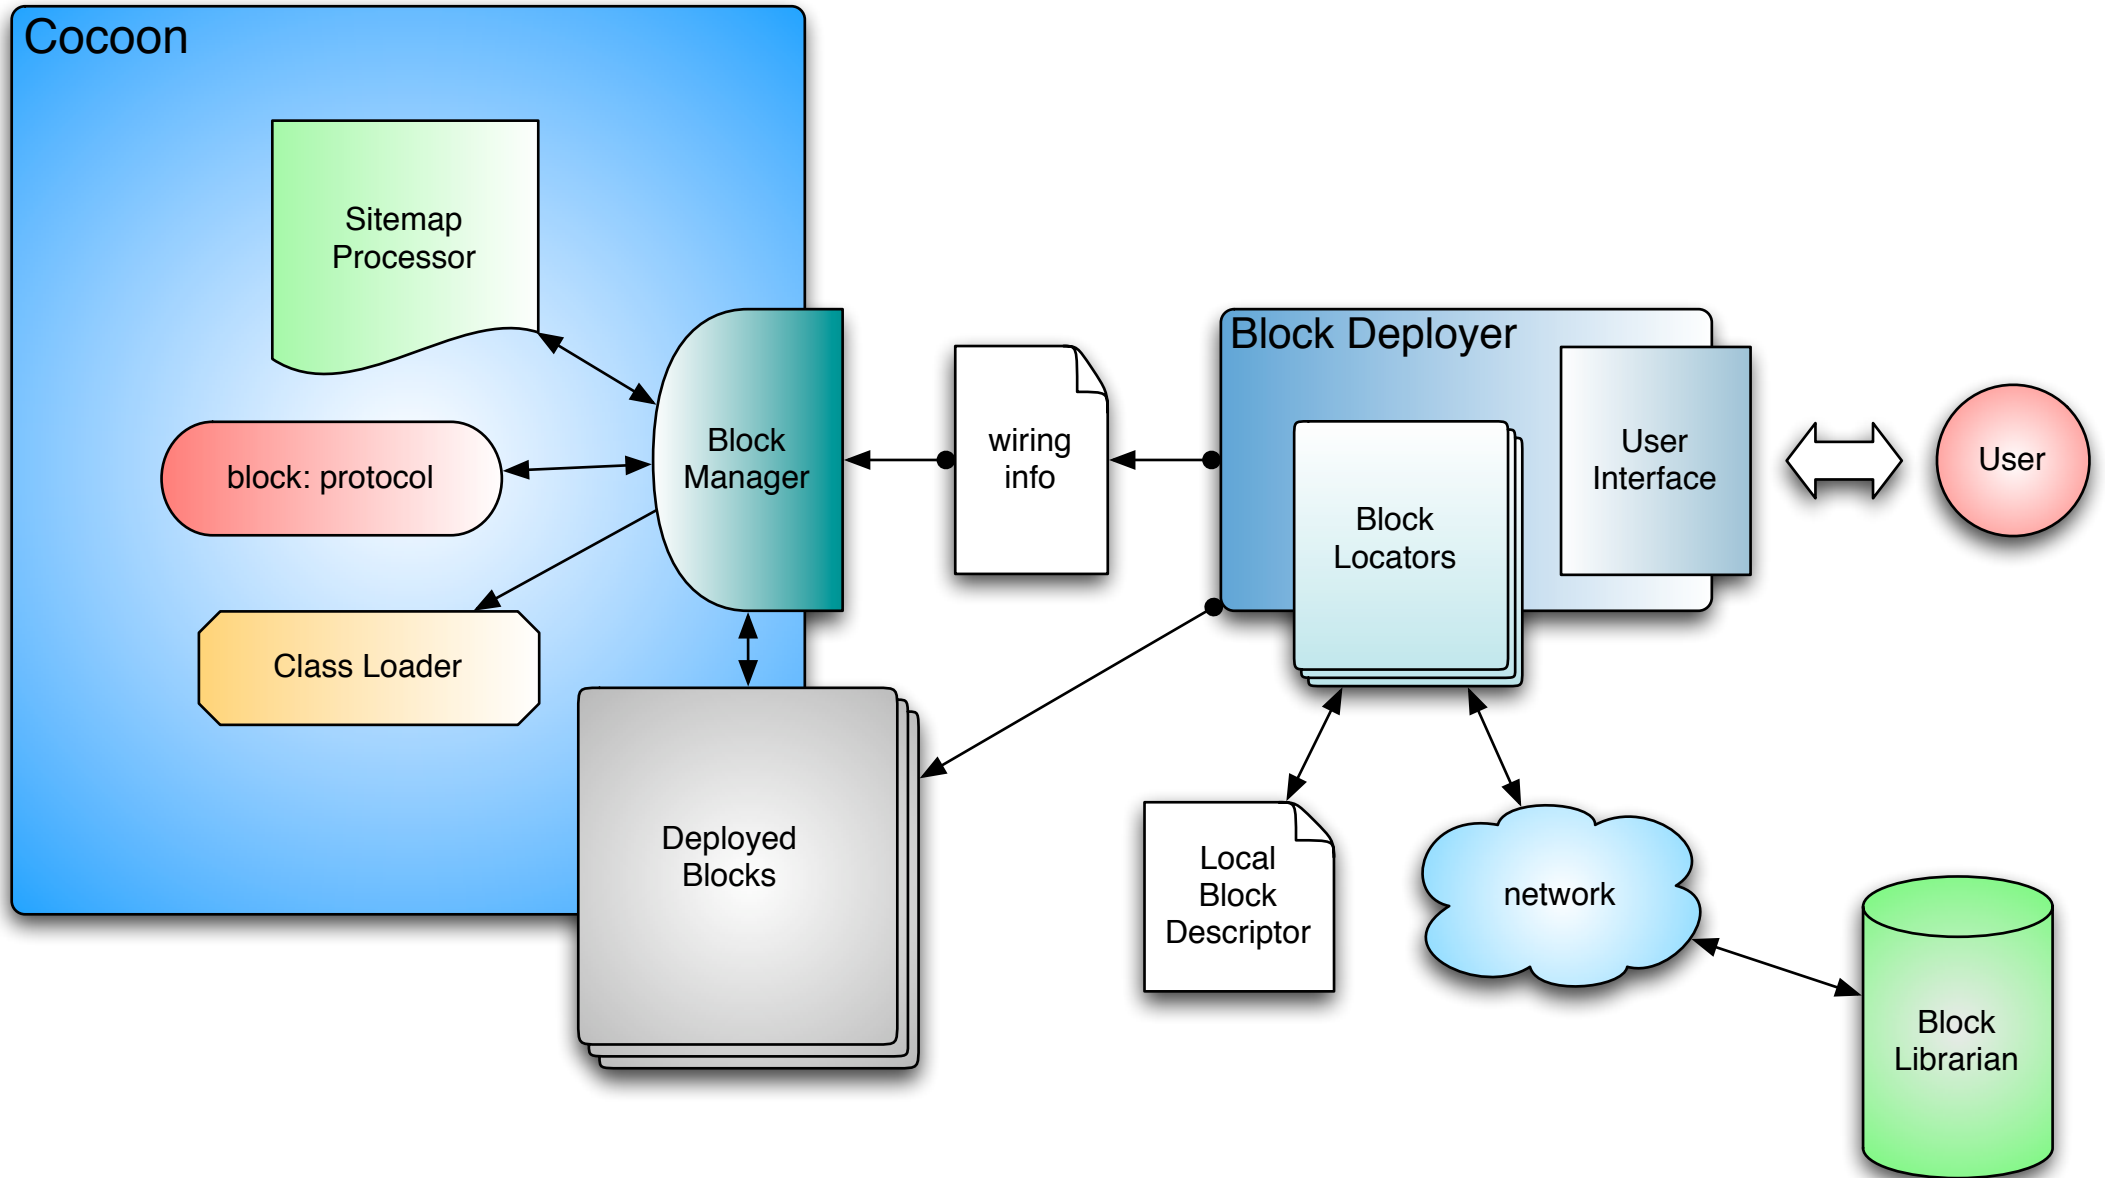 Cocoon
Sitemap
Processor
block: protocol
Class Loader
Block
Manager
Deployed
Blocks
wiring
info
Block Deployer
Block
Locators
User
Interface
User
Local
Block
Descriptor
network
Block
Librarian